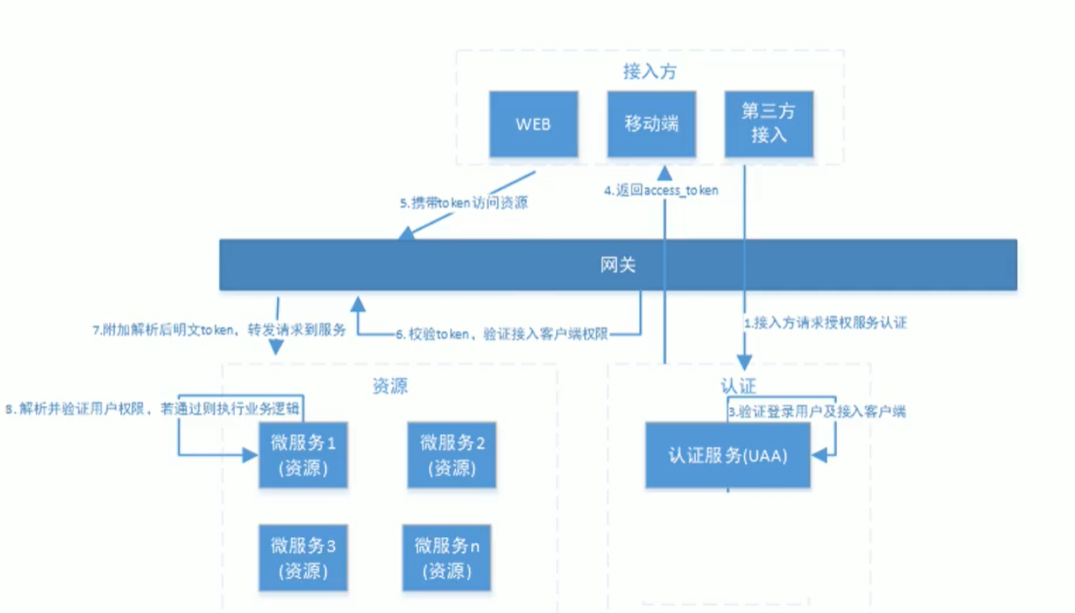 接入方
WEB
移动端
第三方
接入
4.返回access_token
5.携带token访问资源
网关
1.接入方请求授权服务认证
7.附加解析后明文token，转发请求到服务
6.校验token，验证接入客户端权限
资源
认证
8.解析并验证用户权限，若通过则执行业务逻辑
3.验证登录用户及接入客户端
微服务1
(资源)
微服务2
(资源)
认证服务(UAA)
微服务3
(资源)
微服务n
(资源)